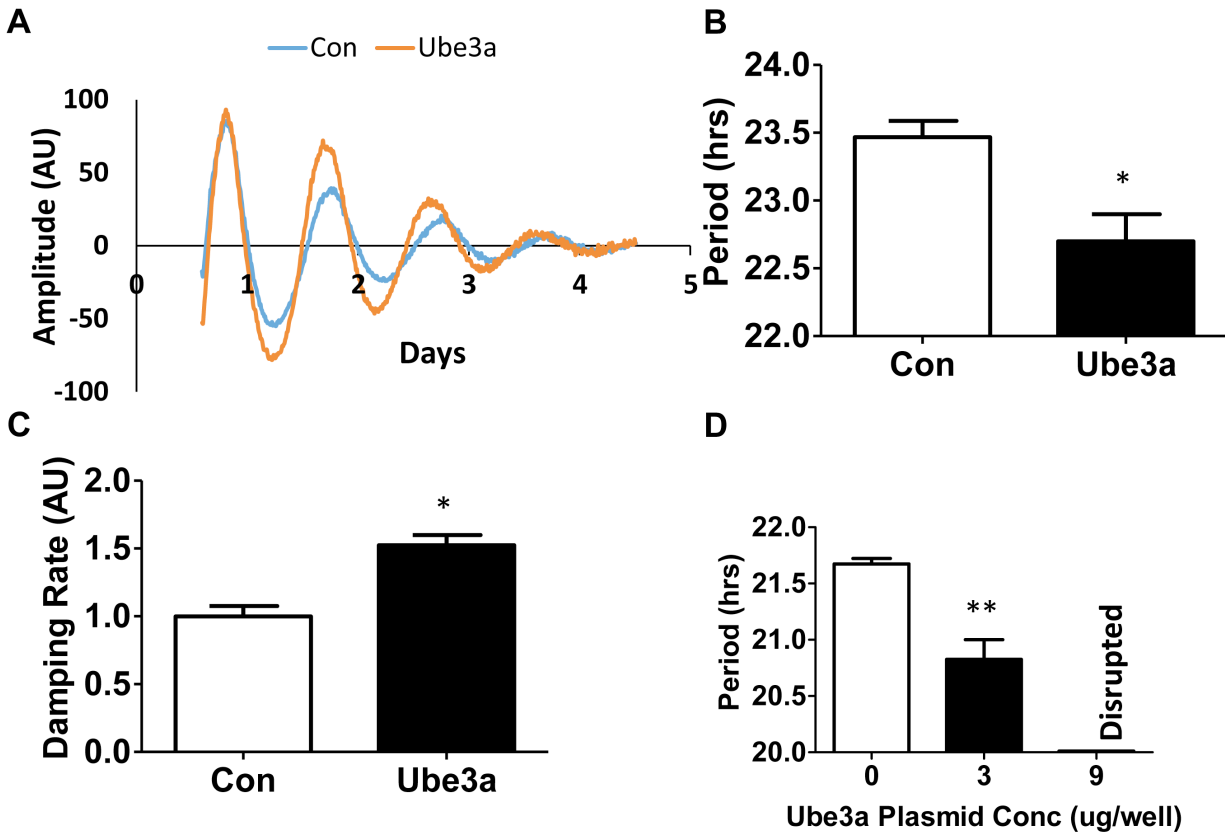 A
Con Ube3a
Amplitude (AU)
100
50
0
-50
-100
0 1 2 3 4 5
Days
B
Period (hrs)
24.0
23.5
23.0
22.5
22.0
*
Con Ube3a
C
Damping Rate (AU)
2.0
1.5
1.0
0.5
0.0
*
Con Ube3a
D
Period (hrs)
22.0
21.5
21.0
20.5
20.0
**
Disrupted
0 3 9
Ube3a Plasmid Conc (ug/well)